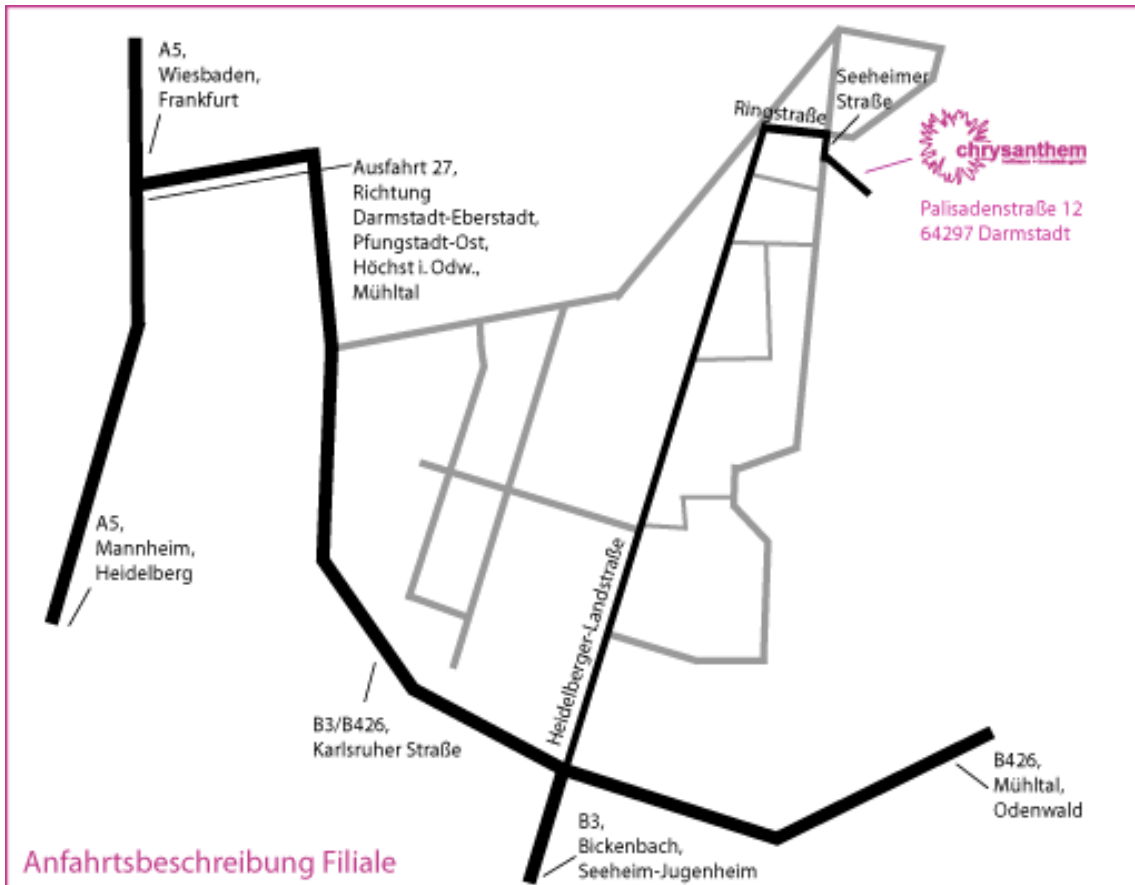 A5,
Wiesbaden,
Frankfurt
Ausfahrt 27,
Richtung
Darmstadt-Eberstadt,
Pfungstadt-Ost,
Höchst i. Odw.,
Mühltal
Seeheimer
Straße
Ringstraße
chrysanthem
Palisadenstraße 12
64297 Darmstadt
A5,
Mannheim,
Heidelberg
Heidelberger-Landstraße
B3/B426,
Karlsruher Straße
B426,
Mühltal,
Odenwald
B3,
Bickenbach,
Seeheim-Jugenheim
Anfahrtsbeschreibung Filiale